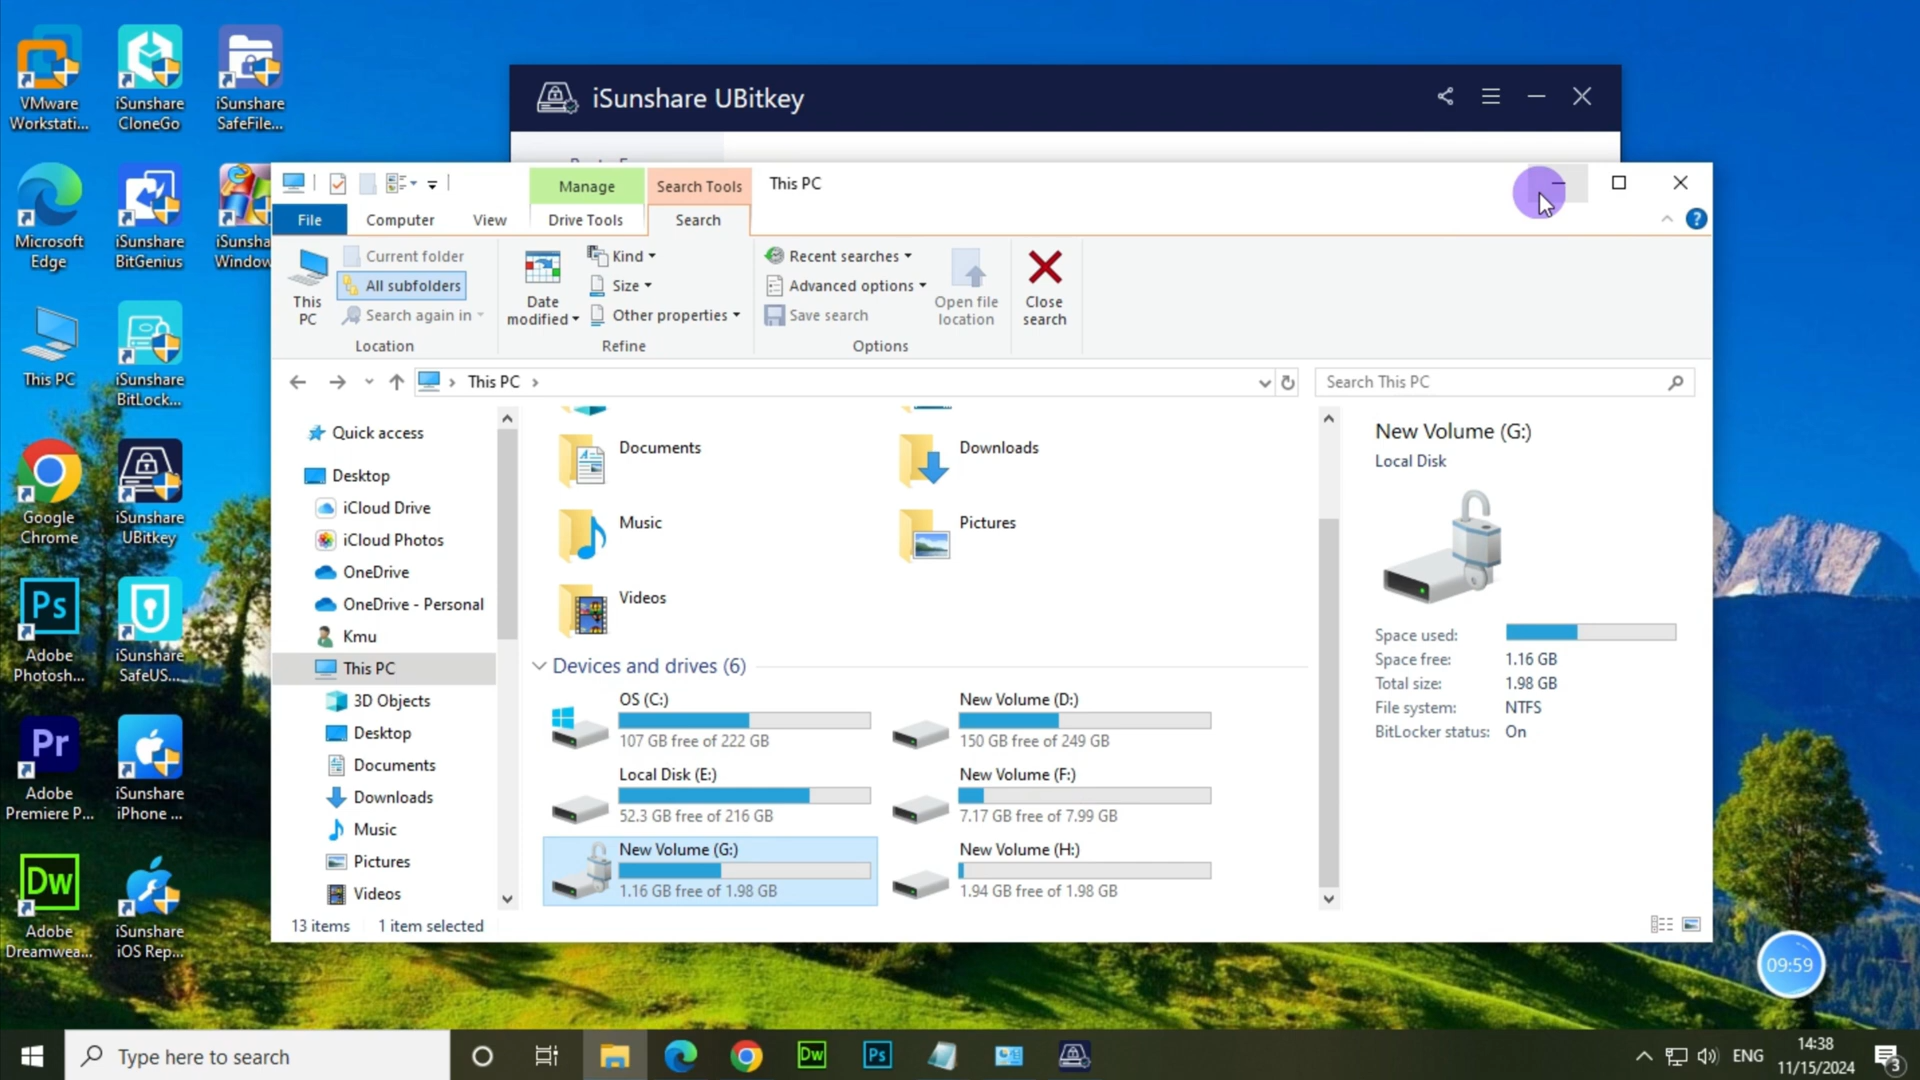 VMware
Workstati...
iSunshare
CloneGo
iSunshare
SafeFile...
Microsoft
Edge
iSunshare
BitGenius
iSunsha
Window
This PC
iSunshare
BitLock...
Google
Chrome
iSunshare
UBitkey
Ps
Adobe
Photosh...
iSunshare
SafeUS...
Pr
Adobe
Premiere P...
iSunshare
iPhone ...
Dw
Adobe
Dreamwea...
iSunshare
iOS Rep...
iSunshare UBitkey
Manage
Search Tools
This PC
File
Computer
View
Drive Tools
Search
This
PC
Current folder
All subfolders
Search again in
Location
Date
modified
Kind
Size
Other properties
Refine
Recent searches
Advanced options
Save search
Open file
location
Options
Close
search
This PC
Search This PC
Quick access
Desktop
iCloud Drive
iCloud Photos
OneDrive
OneDrive - Personal
Kmu
This PC
3D Objects
Desktop
Documents
Downloads
Music
Pictures
Videos
Documents
Downloads
Music
Pictures
Videos
Devices and drives (6)
OS (C:)
107 GB free of 222 GB
New Volume (D:)
150 GB free of 249 GB
Local Disk (E:)
52.3 GB free of 216 GB
New Volume (F:)
7.17 GB free of 7.99 GB
New Volume (G:)
1.16 GB free of 1.98 GB
New Volume (H:)
1.94 GB free of 1.98 GB
New Volume (G:)
Local Disk
Space used:
Space free: 1.16 GB
Total size: 1.98 GB
File system: NTFS
BitLocker status: On
13 items
1 item selected
09:59
Type here to search
Dw
Ps
ENG
14:38
11/15/2024
3